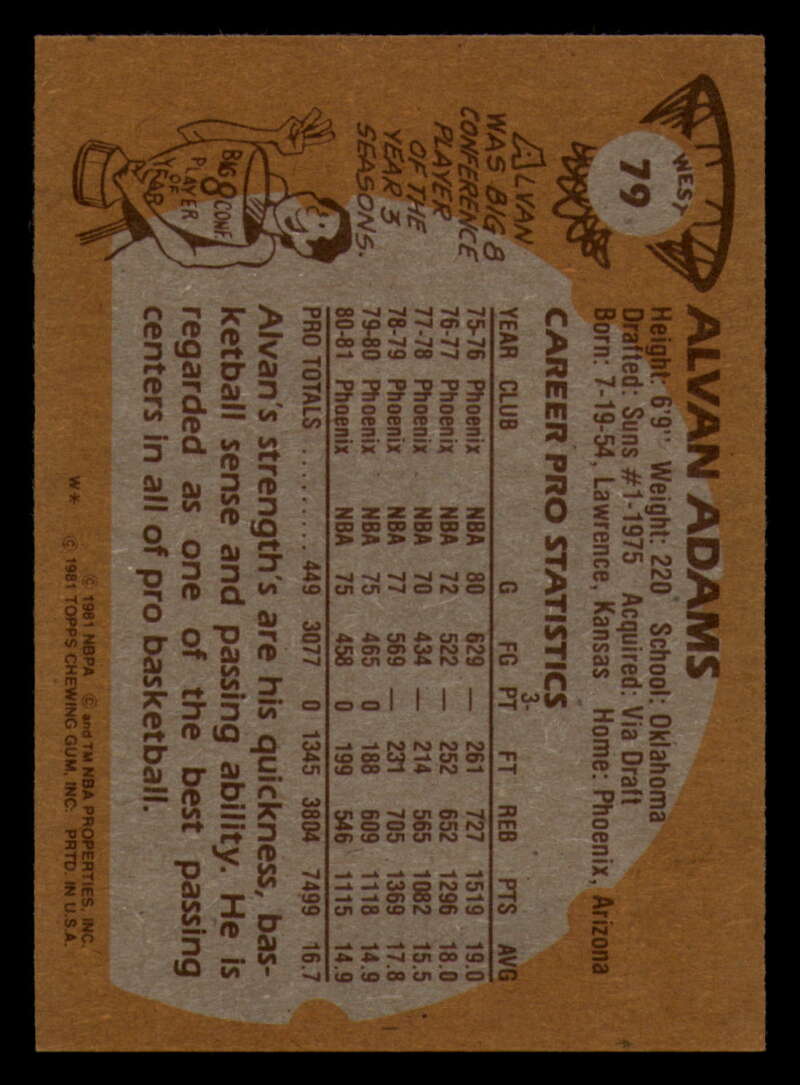 WEST
79
ALVAN ADAMS
Height: 6'9" Weight: 220 School: Oklahoma
Drafted: Suns #1-1975 Acquired: Via Draft
Born: 7-19-54, Lawrence, Kansas Home: Phoenix, Arizona
CAREER PRO STATISTICS
3-
YEAR CLUB G FG PT FT REB PTS AVG
75-76 Phoenix NBA 80 629 — 261 727 1519 19.0
76-77 Phoenix NBA 72 522 — 252 652 1296 18.0
77-78 Phoenix NBA 70 434 — 214 565 1082 15.5
78-79 Phoenix NBA 77 569 — 231 705 1369 17.8
79-80 Phoenix NBA 75 465 0 188 609 1118 14.9
80-81 Phoenix NBA 75 458 0 199 546 1115 14.9
PRO TOTALS .......... 449 3077 0 1345 3804 7499 16.7
Alvan's strength's are his quickness, bas-
ketball sense and passing ability. He is
regarded as one of the best passing
centers in all of pro basketball.
ALVAN
WAS BIG 8
CONFERENCE
PLAYER
OF THE
YEAR 3
SEASONS.
BIG 8 CONF.
PLAYER
OF
YEAR
W* © 1981 NBPA © and TM NBA PROPERTIES, INC.
© 1981 TOPPS CHEWING GUM, INC. PRTD. IN U.S.A.